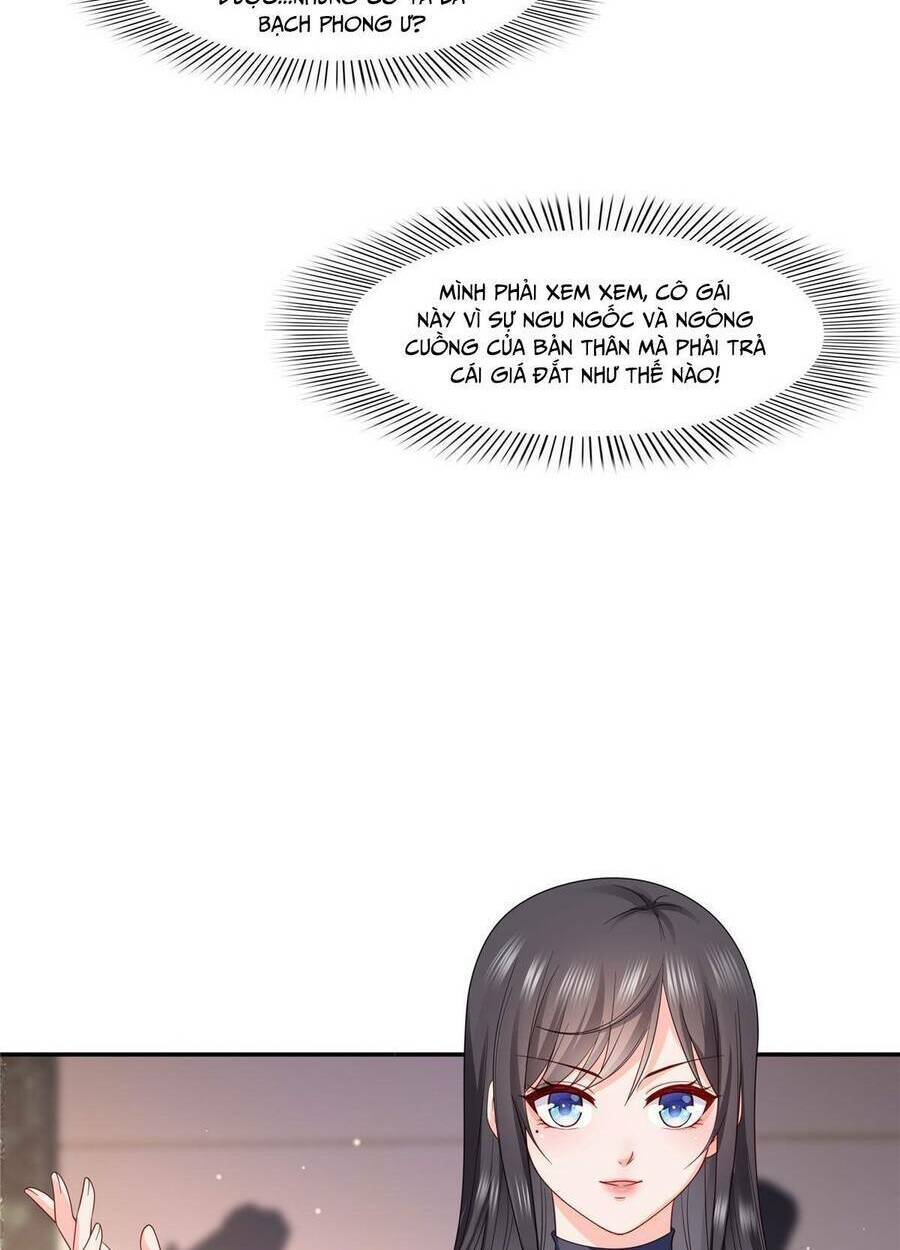 BẠCH PHONG Ư?
MÌNH PHẢI XEM XEM, CÔ GÁI
NÀY VÌ SỰ NGU NGỐC VÀ NGÔNG
CUỒNG CỦA BẢN THÂN MÀ PHẢI TRẢ
CÁI GIÁ ĐẮT NHƯ THẾ NÀO!